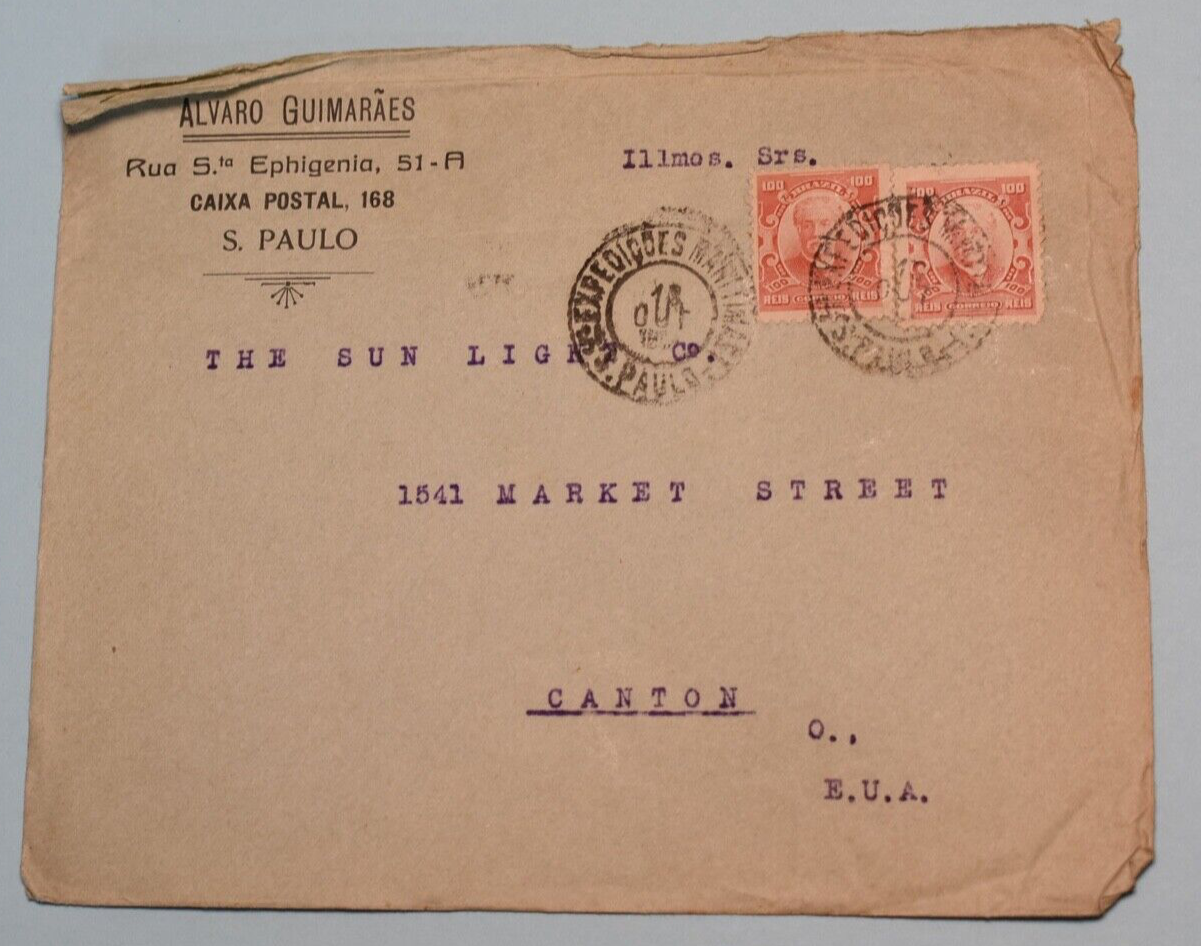 ALVARO GUIMARÃES
Rua S.ta Ephigenia, 51-A
CAIXA POSTAL, 168
S. PAULO
Illmos. Srs.
100 BRAZIL 100
100 100
REIS CORREIO REIS
100 BRAZIL 100
100 100
REIS CORREIO REIS
EXPEDIÇÕES
OUT
S. PAULO
EXPEDIÇÕES
S. PAULO
THE SUN LIGHT Co.
1541 MARKET STREET
CANTON
O.,
E.U.A.